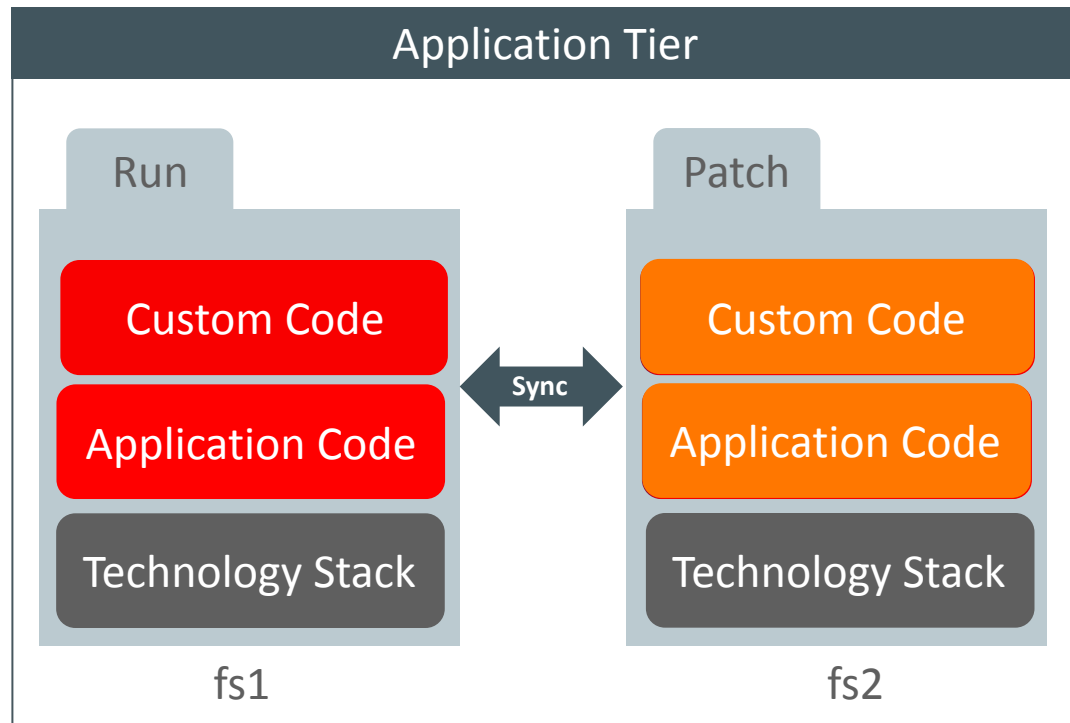 Application Tier
Run
Patch
Custom Code
Custom Code
Sync
Application Code
Application Code
Technology Stack
Technology Stack
fs1
fs2